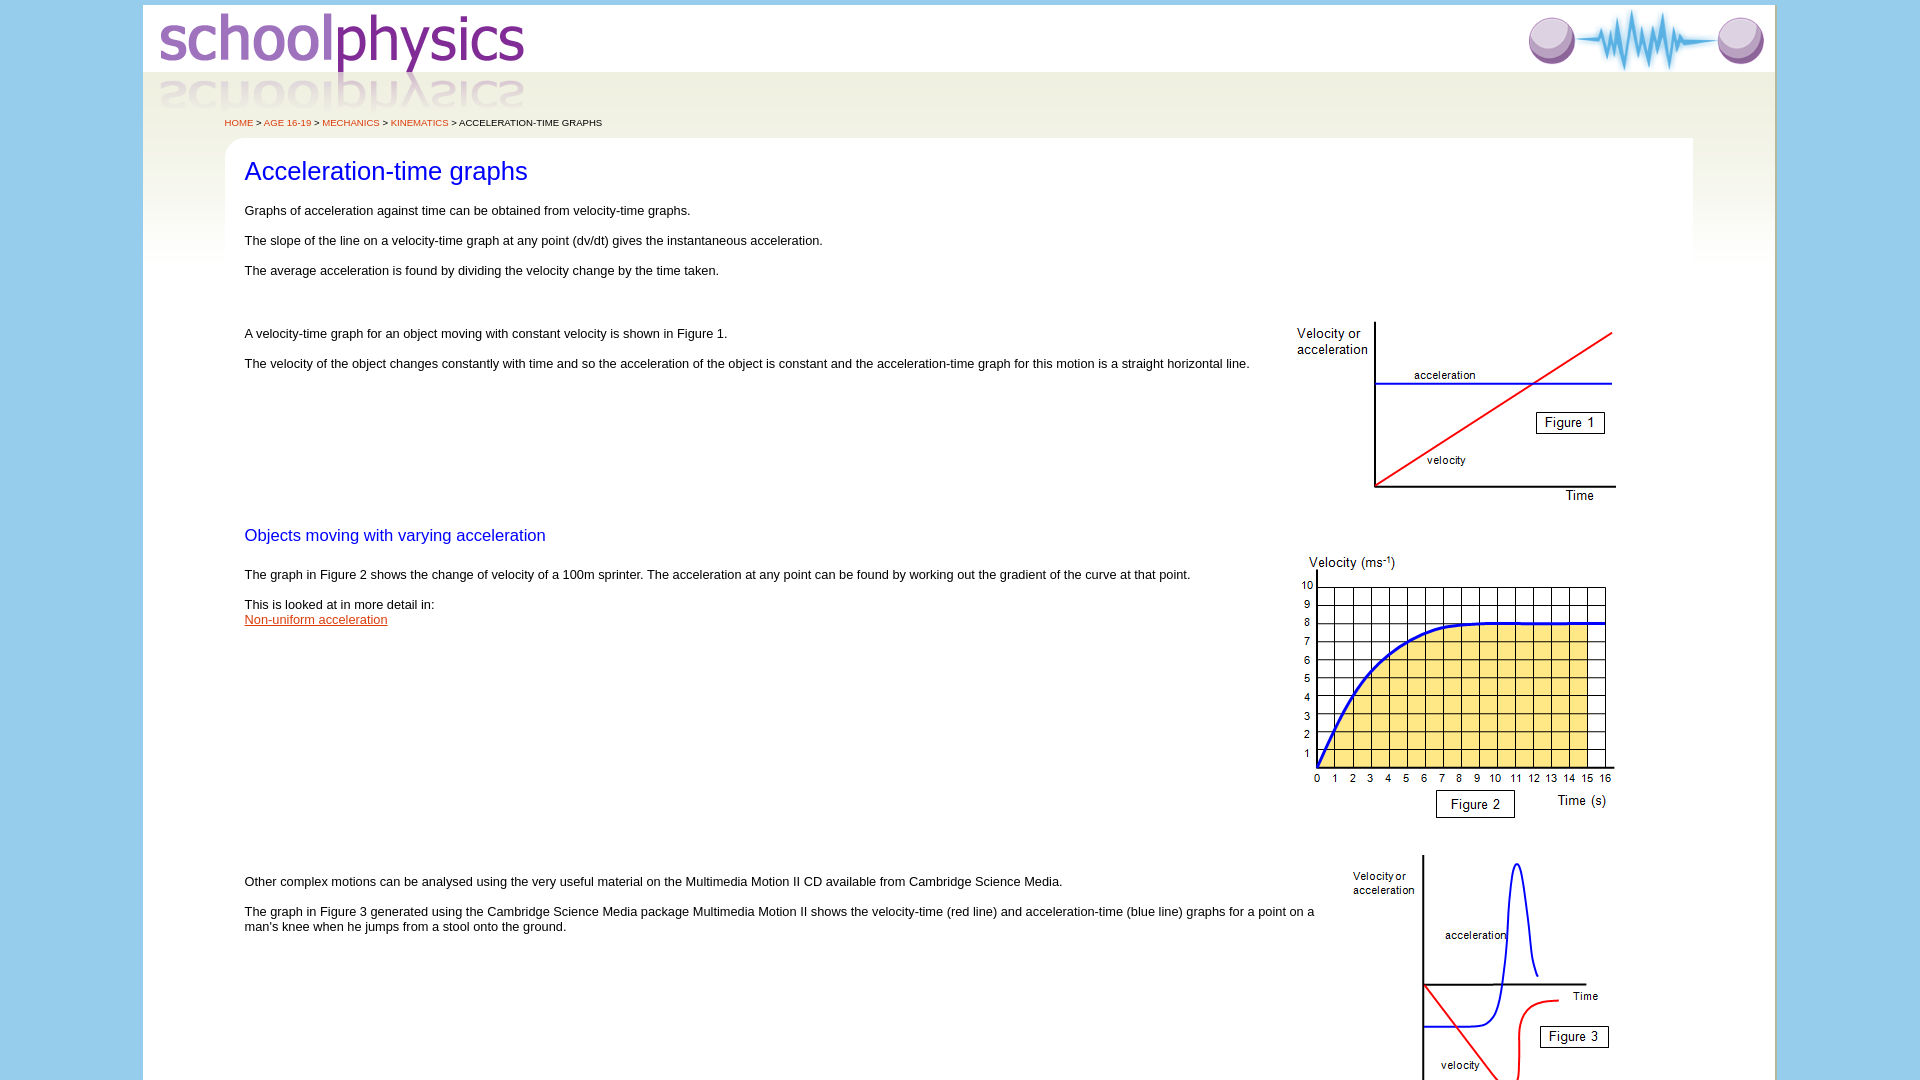 schoolphysics
HOME > AGE 16-19 > MECHANICS > KINEMATICS > ACCELERATION-TIME GRAPHS
Acceleration-time graphs
Graphs of acceleration against time can be obtained from velocity-time graphs.
The slope of the line on a velocity-time graph at any point (dv/dt) gives the instantaneous acceleration.
The average acceleration is found by dividing the velocity change by the time taken.
A velocity-time graph for an object moving with constant velocity is shown in Figure 1.
The velocity of the object changes constantly with time and so the acceleration of the object is constant and the acceleration-time graph for this motion is a straight horizontal line.
Velocity or
acceleration
acceleration
Figure 1
velocity
Time
Objects moving with varying acceleration
The graph in Figure 2 shows the change of velocity of a 100m sprinter. The acceleration at any point can be found by working out the gradient of the curve at that point.
This is looked at in more detail in:
Non-uniform acceleration
Velocity (ms-1)
10
9
8
7
6
5
4
3
2
1
0 1 2 3 4 5 6 7 8 9 10 11 12 13 14 15 16
Figure 2
Time (s)
Other complex motions can be analysed using the very useful material on the Multimedia Motion II CD available from Cambridge Science Media.
The graph in Figure 3 generated using the Cambridge Science Media package Multimedia Motion II shows the velocity-time (red line) and acceleration-time (blue line) graphs for a point on a
man's knee when he jumps from a stool onto the ground.
Velocity or
acceleration
acceleration
Time
Figure 3
velocity